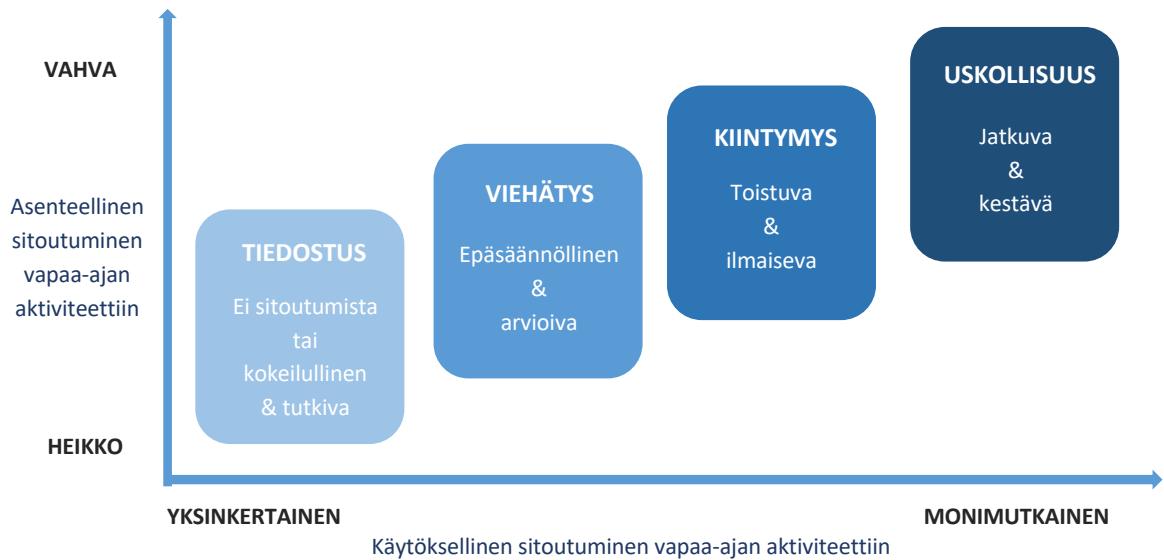 VAHVA
Asenteellinen
sitoutuminen
vapaa-ajan
aktiviteettiin
HEIKKO
TIEDOSTUS
Ei sitoutumista
tai
kokeilullinen
& tutkiva
VIEHÄTYS
Epäsäännöllinen
&
arvioiva
KIINTYMYS
Toistuva
&
ilmaiseva
USKOLLISUUS
Jatkuva
&
kestävä
YKSINKERTAINEN
MONIMUTKAINEN
Käytöksellinen sitoutuminen vapaa-ajan aktiviteettiin